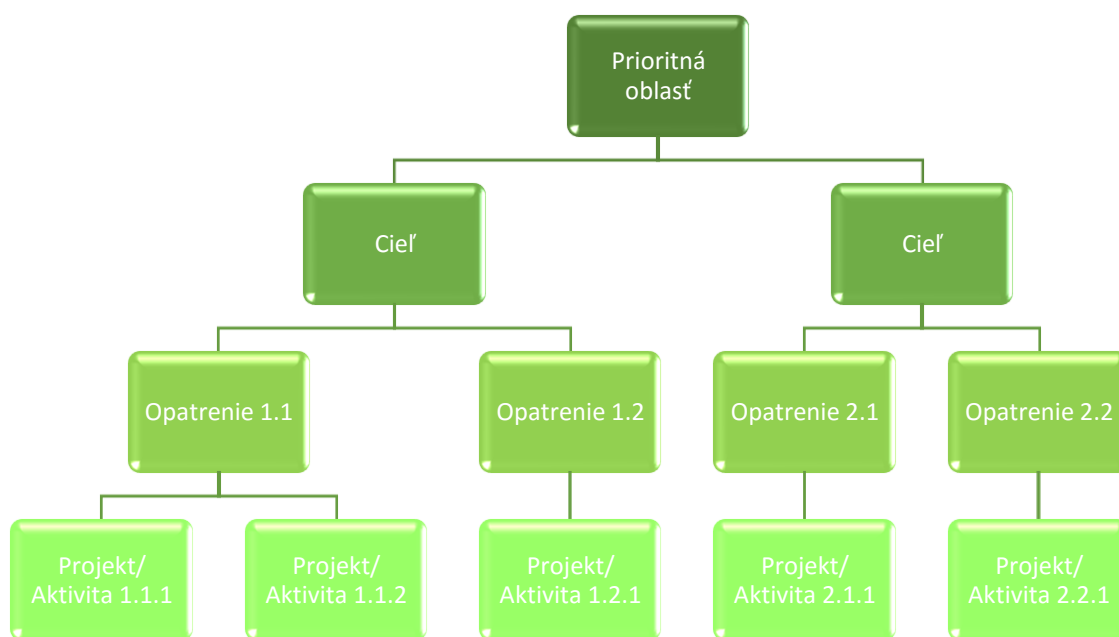 Prioritná
oblasť
Cieľ
Cieľ
Opatrenie 1.1
Opatrenie 1.2
Opatrenie 2.1
Opatrenie 2.2
Projekt/
Aktivita 1.1.1
Projekt/
Aktivita 1.1.2
Projekt/
Aktivita 1.2.1
Projekt/
Aktivita 2.1.1
Projekt/
Aktivita 2.2.1